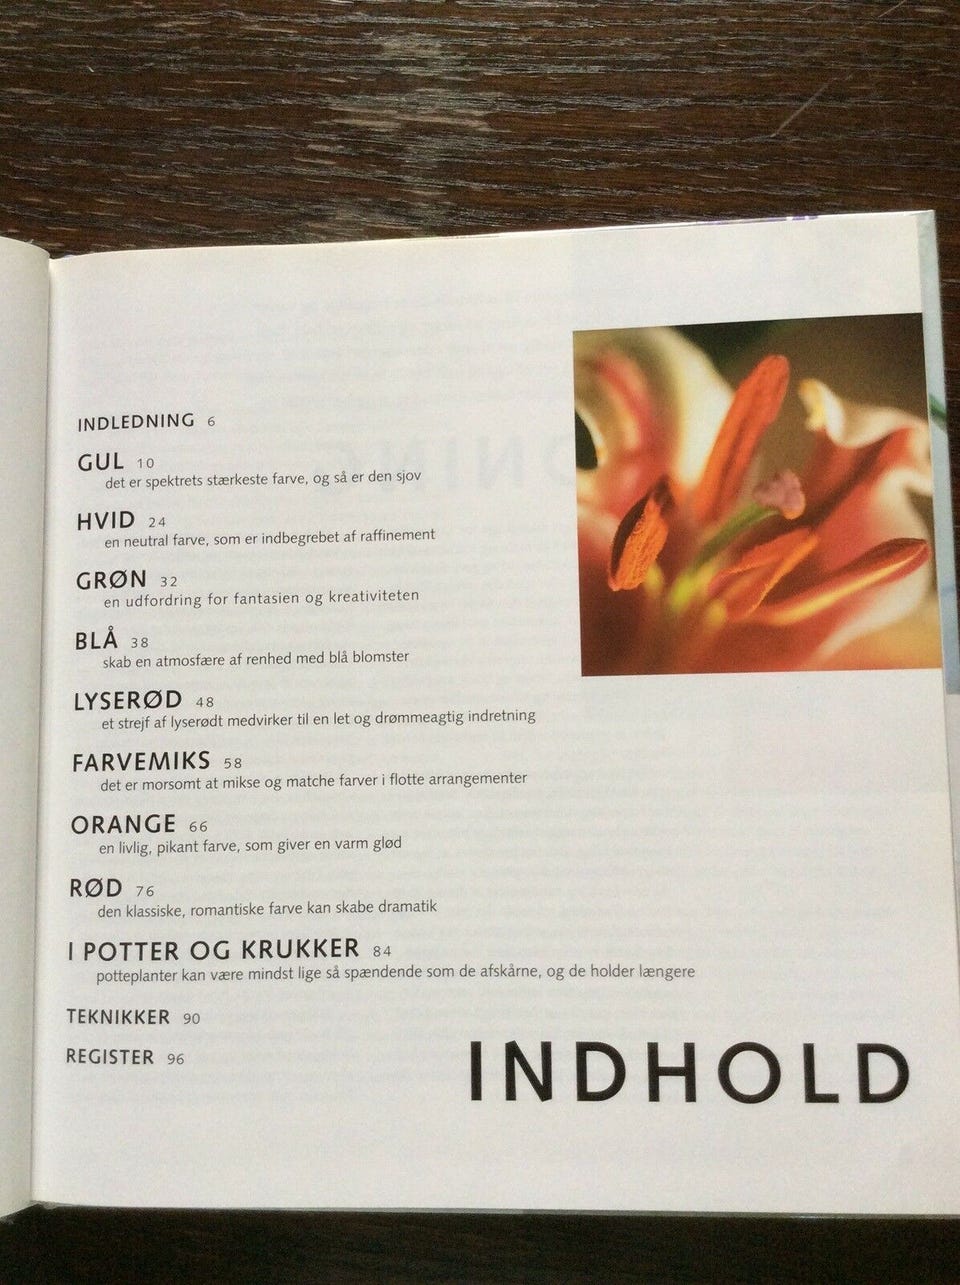 INDLEDNING 6
GUL 10
det er spektrets stærkeste farve, og så er den sjov
HVID 24
en neutral farve, som er indbegrebet af raffinement
GRØN 32
en udfordring for fantasien og kreativiteten
BLÅ 38
skab en atmosfære af renhed med blå blomster
LYSERØD 48
et strejf af lyserødt medvirker til en let og drømmeagtig indretning
FARVEMIKS 58
det er morsomt at mikse og matche farver i flotte arrangementer
ORANGE 66
en livlig, pikant farve, som giver en varm glød
RØD 76
den klassiske, romantiske farve kan skabe dramatik
I POTTER OG KRUKKER 84
potteplanter kan være mindst lige så spændende som de afskårne, og de holder længere
TEKNIKKER 90
REGISTER 96
INDHOLD